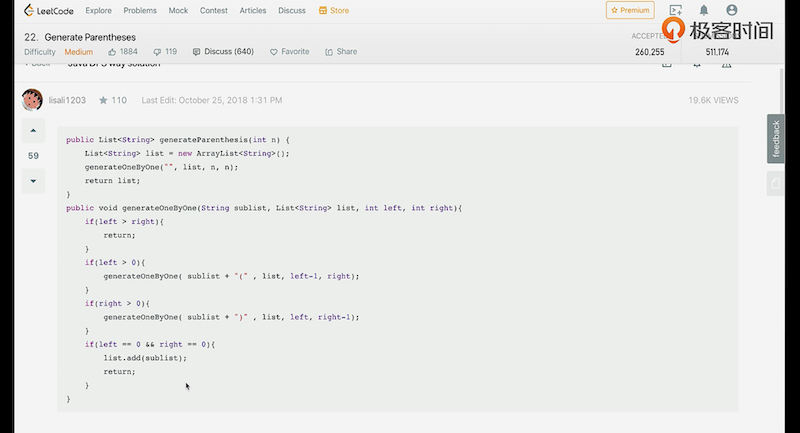 LeetCode Explore Problems Mock Contest Articles Discuss Store Premium
极客时间
22. Generate Parentheses
Difficulty Medium 1884 119 Discuss (640) Favorite Share
260,255 511,174
Java DFS way solution
lisali1203 110 Last Edit: October 25, 2018 1:31 PM 19.6K VIEWS
59
feedback
public List<String> generateParenthesis(int n) {
List<String> list = new ArrayList<String>();
generateOneByOne("", list, n, n);
return list;
}
public void generateOneByOne(String sublist, List<String> list, int left, int right){
if(left > right){
return;
}
if(left > 0){
generateOneByOne( sublist + "(" , list, left-1, right);
}
if(right > 0){
generateOneByOne( sublist + ")" , list, left, right-1);
}
if(left == 0 && right == 0){
list.add(sublist);
return;
}
}